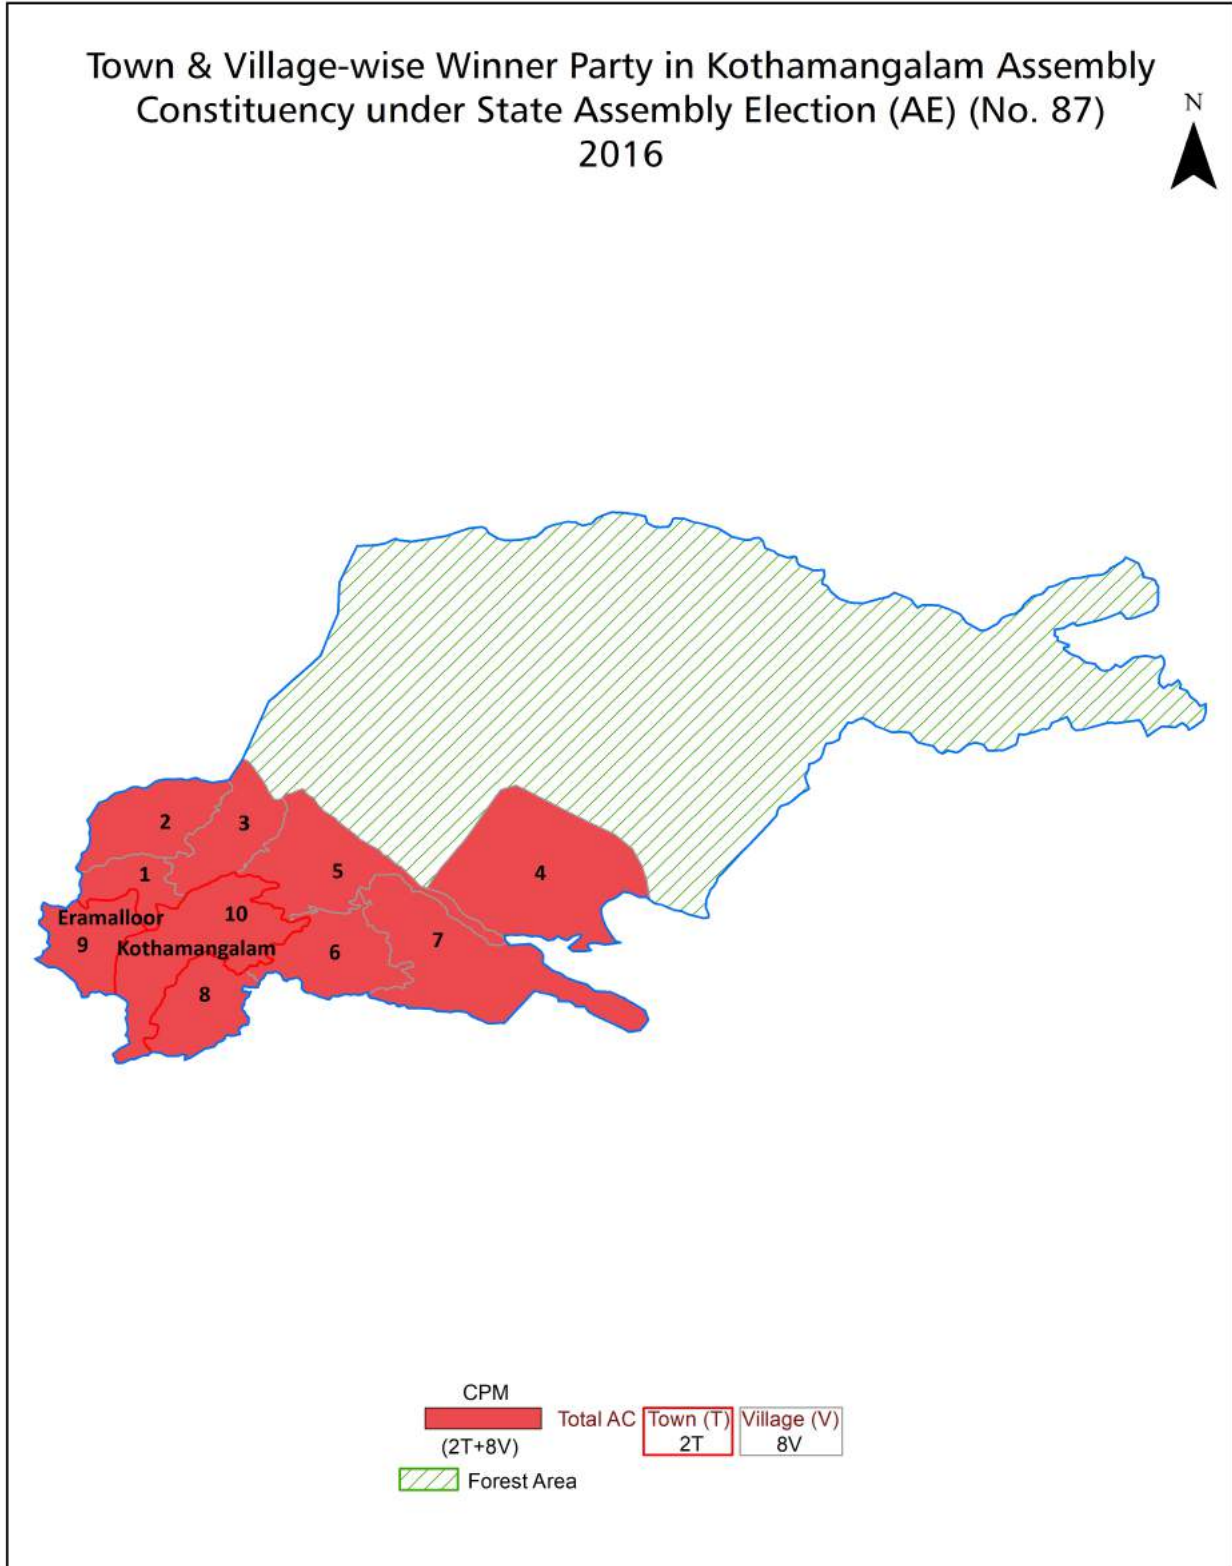 Town & Village-wise Winner Party in Kothamangalam Assembly
Constituency under State Assembly Election (AE) (No. 87)
2016
N
2
3
1
5
4
Eramalloor
10
9
Kothamangalam
6
7
8
CPM
Total AC
Town (T)
Village (V)
(2T+8V)
2T
8V
Forest Area